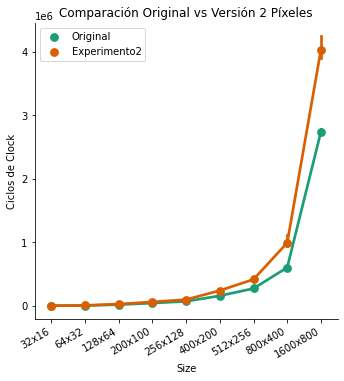 Comparación Original vs Versión 2 Píxeles
1e6
Original
Experimento2
4
3
2
1
0
Ciclos de Clock
32x16
64x32
128x64
200x100
256x128
400x200
512x256
800x400
1600x800
Size